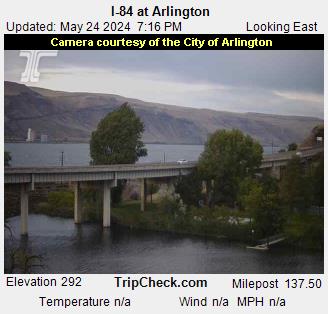 I-84 at Arlington
Updated: May 24 2024 7:16 PM Looking East
Camera courtesy of the City of Arlington
Elevation 292 TripCheck.com Milepost 137.50
Temperature n/a Wind n/a MPH n/a